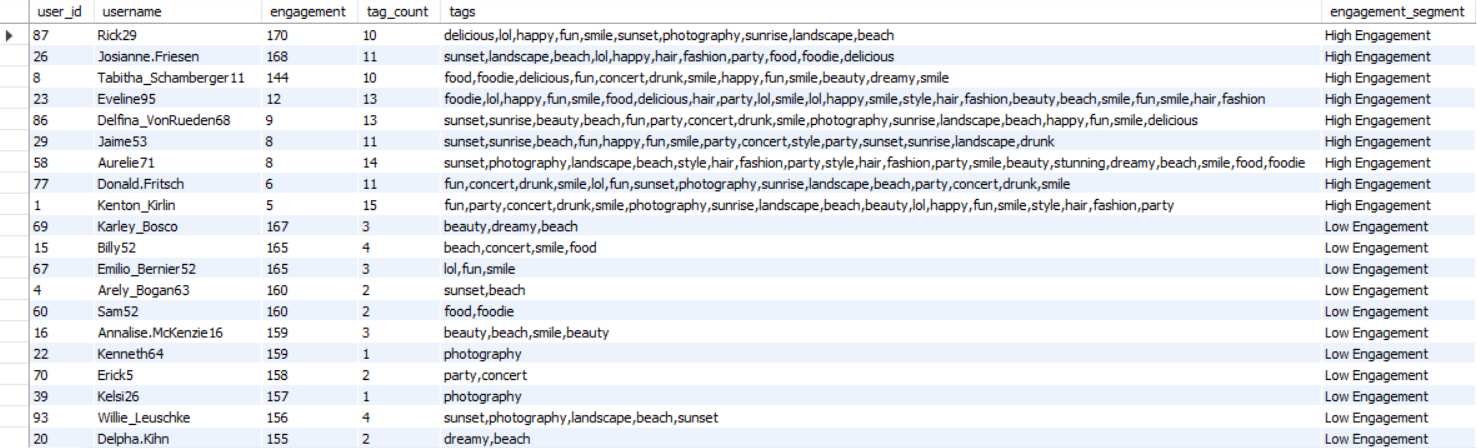 user_id username engagement tag_count tags engagement_segment
87 Rick29 170 10 delicious,lol,happy,fun,smile,sunset,photography,sunrise,landscape,beach High Engagement
26 Josianne.Friesen 168 11 sunset,landscape,beach,lol,happy,hair,fashion,party,food,foodie,delicious High Engagement
8 Tabitha_Schamberger11 144 10 food,foodie,delicious,fun,concert,drunk,smile,happy,fun,smile,beauty,dreamy,smile High Engagement
23 Eveline95 12 13 foodie,lol,happy,fun,smile,food,delicious,hair,party,lol,smile,lol,happy,smile,style,hair,fashion,beauty,beach,smile,fun,smile,hair,fashion High Engagement
86 Delfina_VonRueden68 9 13 sunset,sunrise,beauty,beach,fun,party,concert,drunk,smile,photography,sunrise,landscape,beach,happy,fun,smile,delicious High Engagement
29 Jaime53 8 11 sunset,sunrise,beach,fun,happy,fun,smile,party,concert,style,party,sunset,sunrise,landscape,drunk High Engagement
58 Aurelie71 8 14 sunset,photography,landscape,beach,style,hair,fashion,party,style,hair,fashion,party,smile,beauty,stunning,dreamy,beach,smile,food,foodie High Engagement
77 Donald.Fritsch 6 11 fun,concert,drunk,smile,lol,fun,sunset,photography,sunrise,landscape,beach,party,concert,drunk,smile High Engagement
1 Kenton_Kirlin 5 15 fun,party,concert,drunk,smile,photography,sunrise,landscape,beach,beauty,lol,happy,fun,smile,style,hair,fashion,party High Engagement
69 Karley_Bosco 167 3 beauty,dreamy,beach Low Engagement
15 Billy52 165 4 beach,concert,smile,food Low Engagement
67 Emilio_Bernier52 165 3 lol,fun,smile Low Engagement
4 Arely_Bogan63 160 2 sunset,beach Low Engagement
60 Sam52 160 2 food,foodie Low Engagement
16 Annalise.McKenzie16 159 3 beauty,beach,smile,beauty Low Engagement
22 Kenneth64 159 1 photography Low Engagement
70 Erick5 158 2 party,concert Low Engagement
39 Kelsi26 157 1 photography Low Engagement
93 Willie_Leuschke 156 4 sunset,photography,landscape,beach,sunset Low Engagement
20 Delpha.Kihn 155 2 dreamy,beach Low Engagement